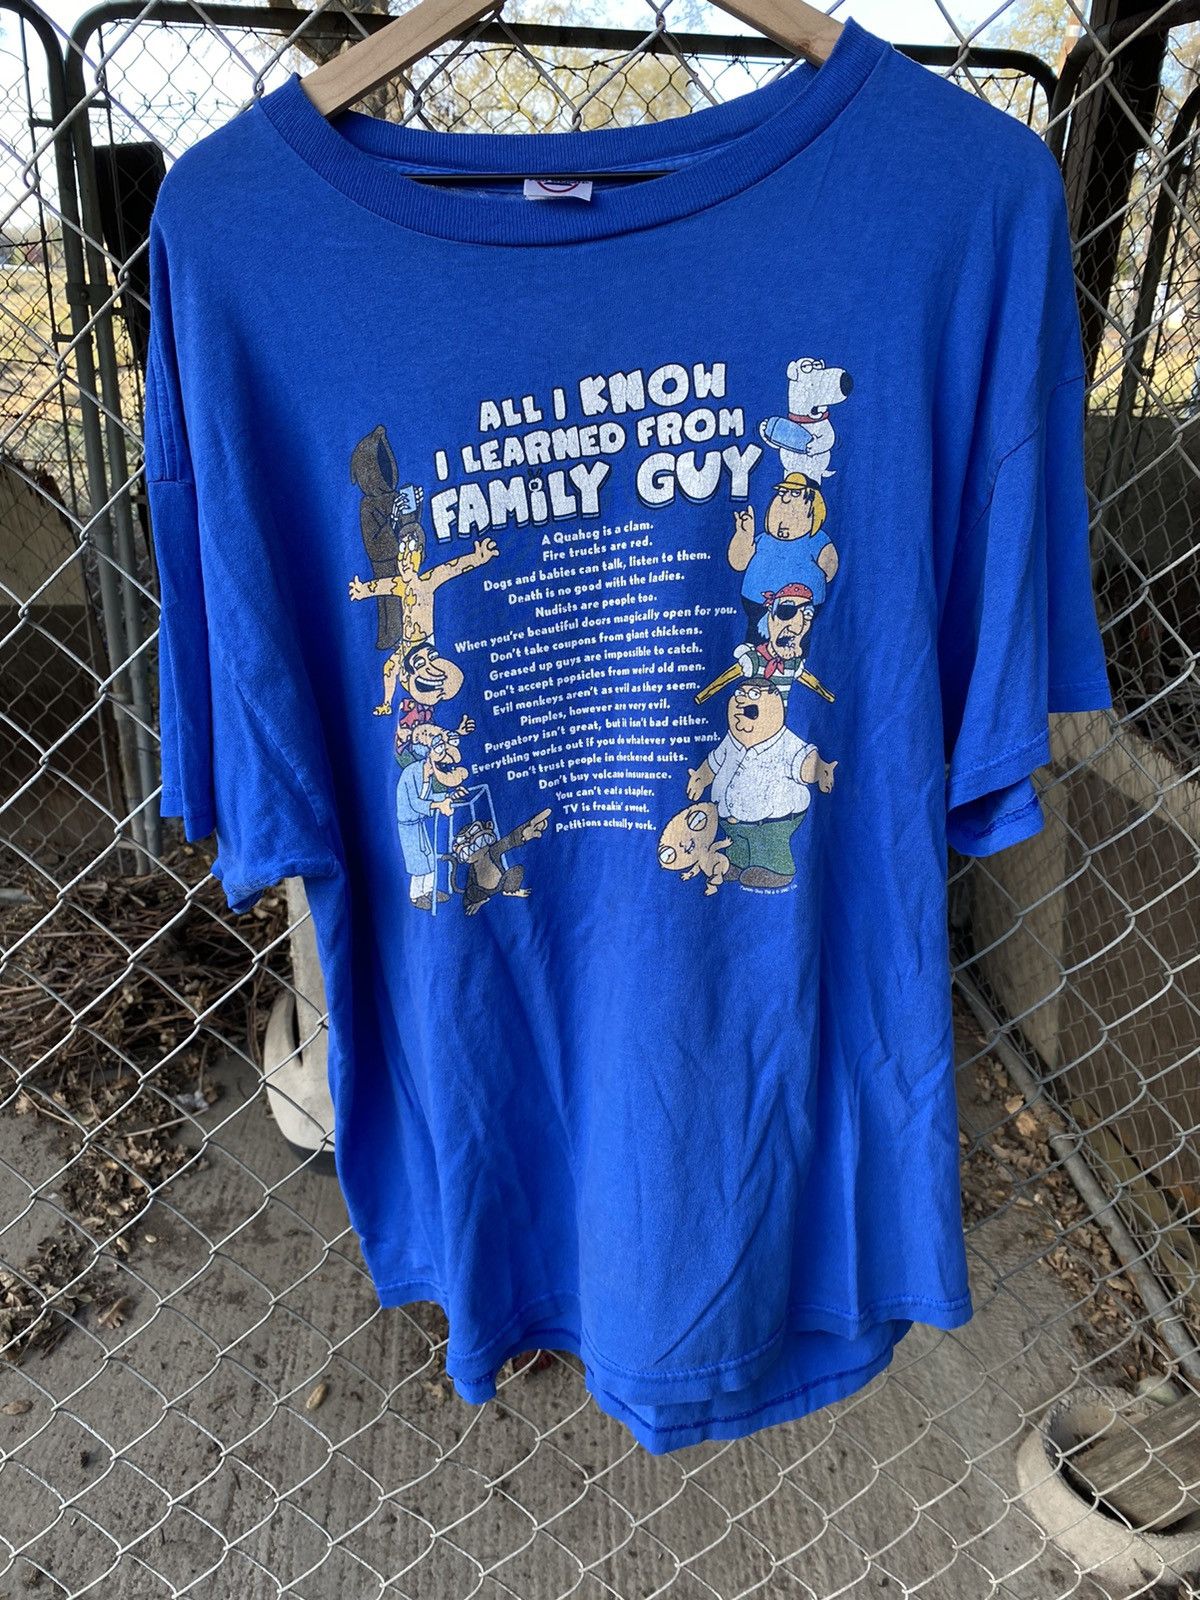 ALL I KNOW
I LEARNED FROM
FAMILY GUY
A Quahog is a clam.
Fire trucks are red.
Dogs and babies can talk, listen to them.
Death is no good with the ladies.
Nudists are people too.
When you're beautiful doors magically open for you.
Don't take coupons from giant chickens.
Greased up guys are impossible to catch.
Don't accept popsicles from weird old men.
Evil monkeys aren't as evil as they seem.
Pimples, however are very evil.
Purgatory isn't great, but it isn't bad either.
Everything works out if you do whatever you want.
Don't trust people in checkered suits.
Don't buy volcano insurance.
You can't eat a stapler.
TV is freakin' sweet.
Petitions actually work.